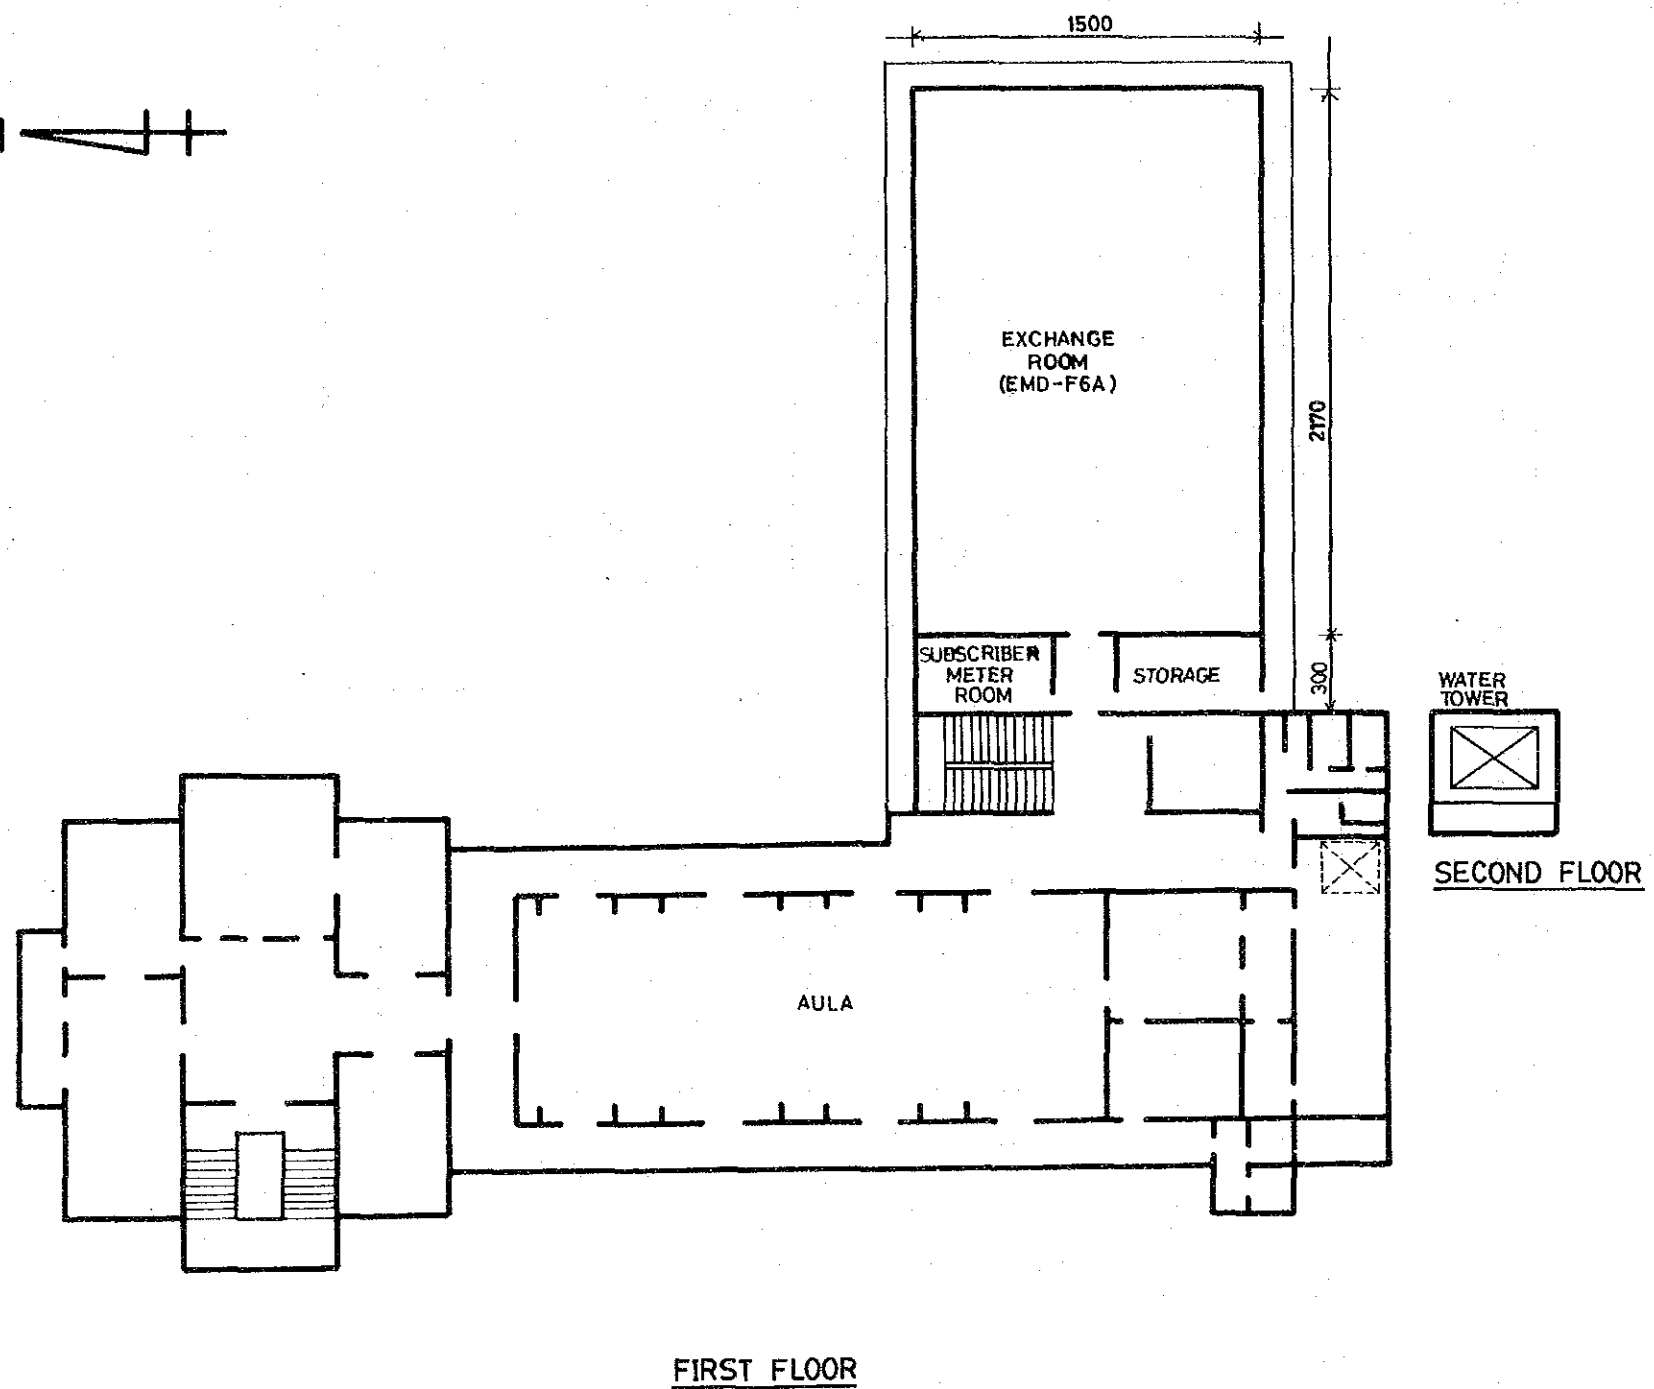 1500
EXCHANGE
ROOM
(EMD-F6A)
2170
SUBSCRIBER
METER
ROOM
STORAGE
300
WATER
TOWER
SECOND FLOOR
AULA
FIRST FLOOR